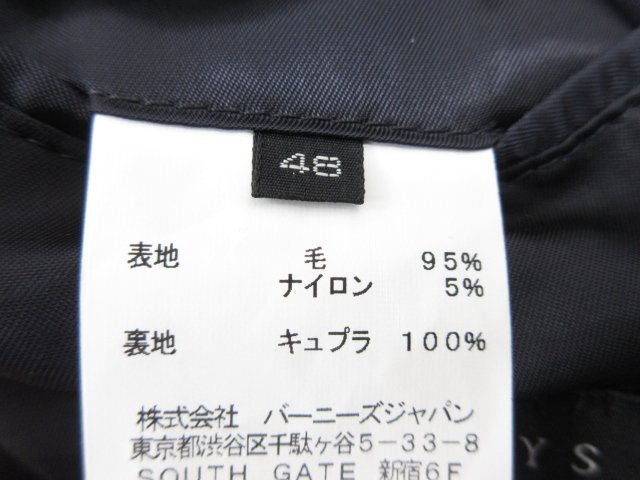 48
表地 毛 95%
ナイロン 5%
裏地 キュプラ 100%
株式会社 バーニーズジャパン
東京都渋谷区千駄ヶ谷5-33-8
SOUTH GATE 新宿6F
YS